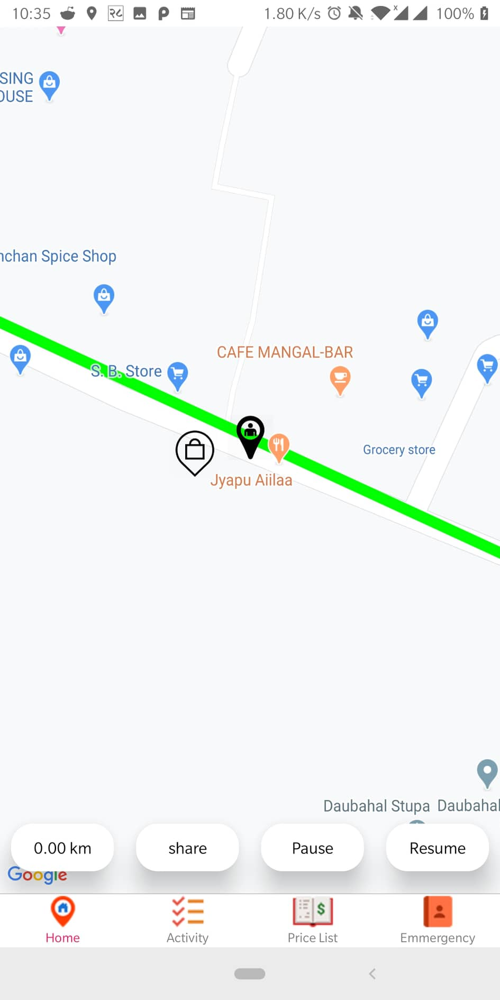 10:35 1.80 K/s 100%
SING
OUSE
nchan Spice Shop
CAFE MANGAL-BAR
S. B. Store
Grocery store
Jyapu Aiilaa
Daubahal Stupa Daubahal
0.00 km share Pause Resume
Google
Home Activity Price List Emmergency